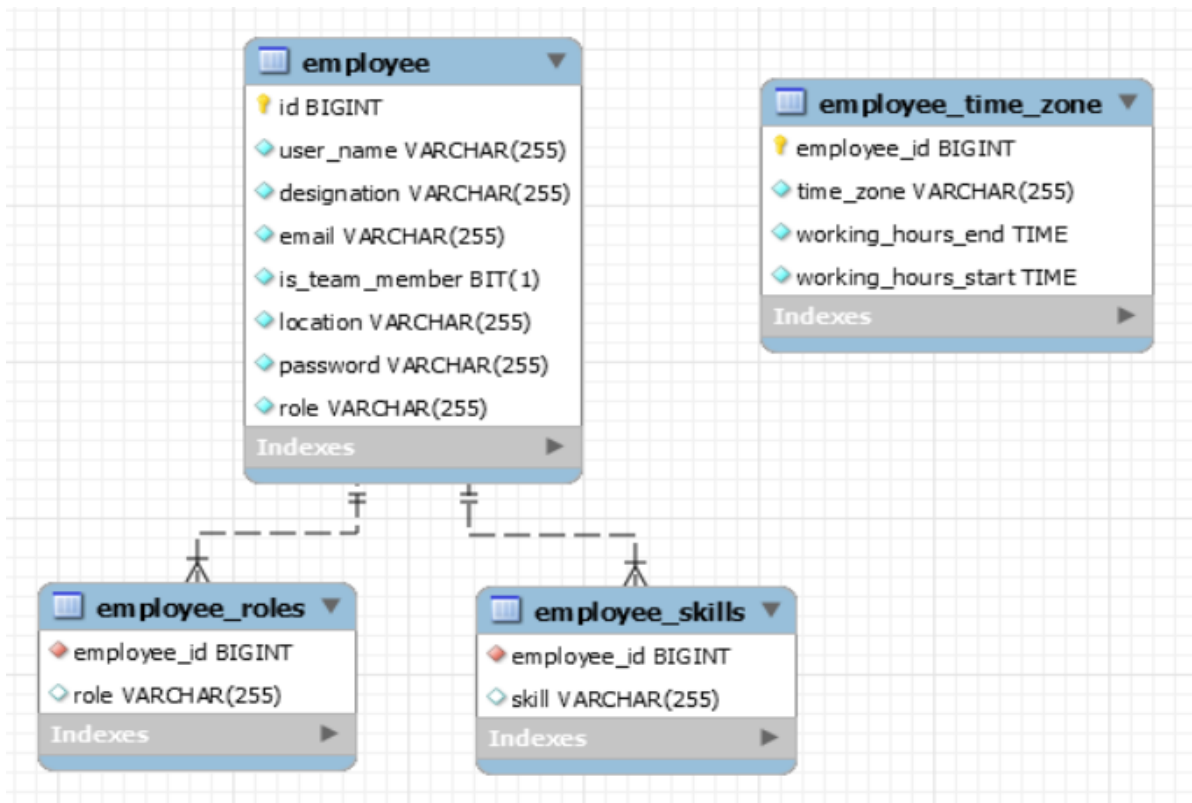 employee
id BIGINT
user_name VARCHAR(255)
designation VARCHAR(255)
email VARCHAR(255)
is_team_member BIT(1)
location VARCHAR(255)
password VARCHAR(255)
role VARCHAR(255)
Indexes
employee_time_zone
employee_id BIGINT
time_zone VARCHAR(255)
working_hours_end TIME
working_hours_start TIME
Indexes
employee_roles
employee_id BIGINT
role VARCHAR(255)
Indexes
employee_skills
employee_id BIGINT
skill VARCHAR(255)
Indexes